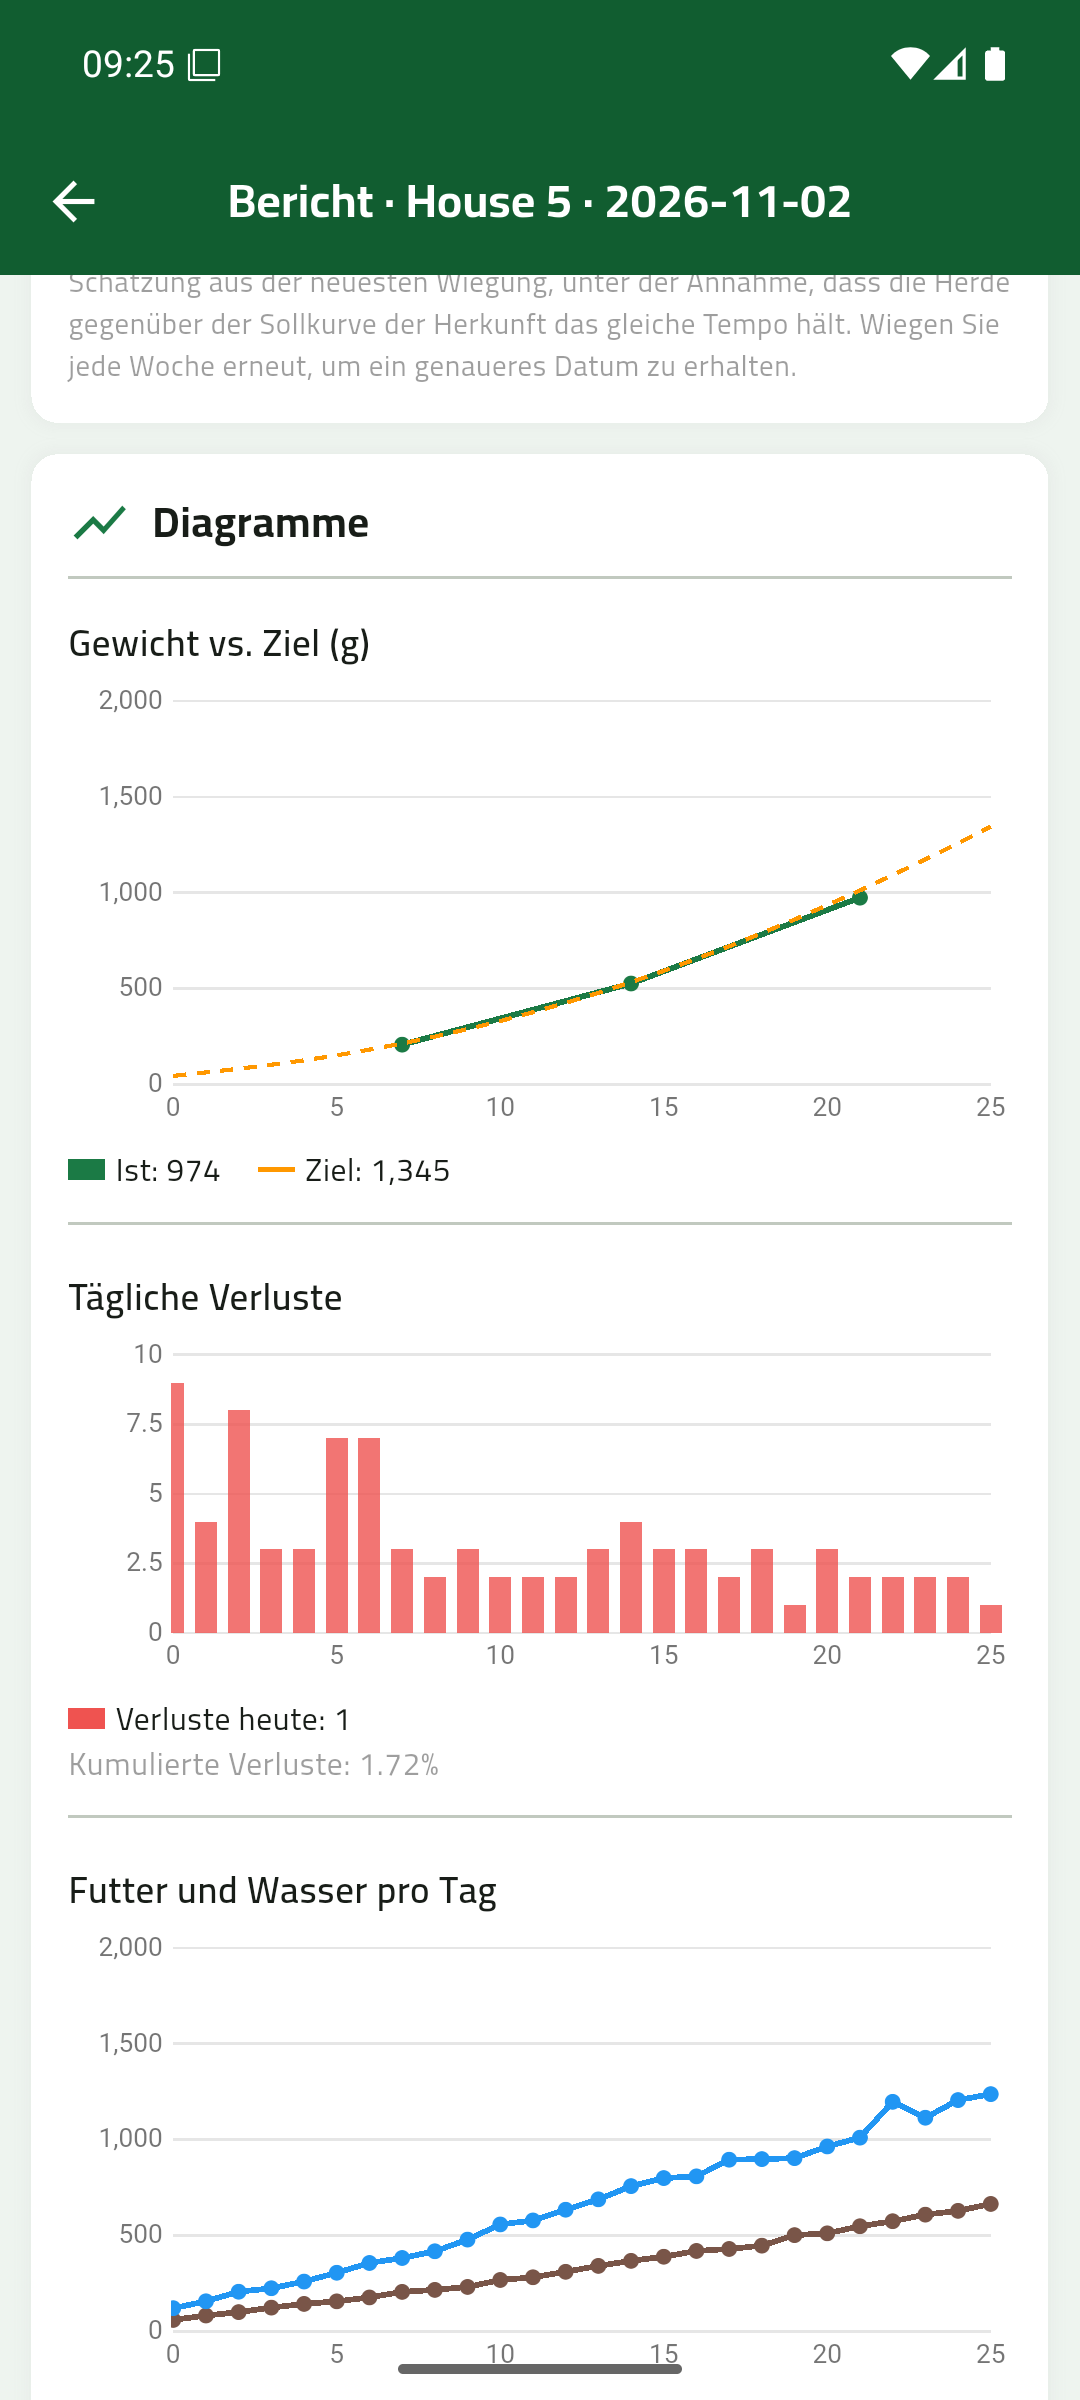 09:25
Bericht · House 5 · 2026-11-02
Schätzung aus der neuesten Wiegung, unter der Annahme, dass die Herde
gegenüber der Sollkurve der Herkunft das gleiche Tempo hält. Wiegen Sie
jede Woche erneut, um ein genaueres Datum zu erhalten.
Diagramme
Gewicht vs. Ziel (g)
2,000
1,500
1,000
500
0
0 5 10 15 20 25
Ist: 974 Ziel: 1,345
Tägliche Verluste
10
7.5
5
2.5
0
0 5 10 15 20 25
Verluste heute: 1
Kumulierte Verluste: 1.72%
Futter und Wasser pro Tag
2,000
1,500
1,000
500
0
0 5 10 15 20 25